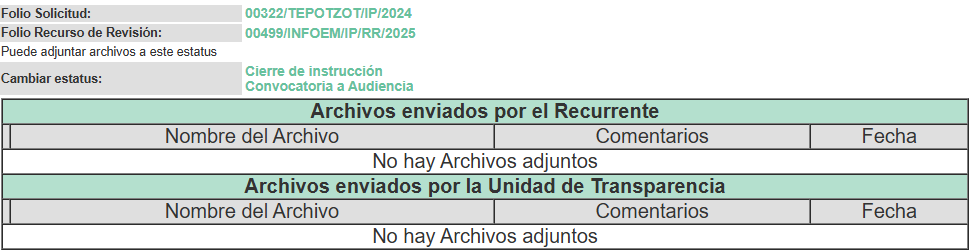 Folio Solicitud: 00322/TEPOTZOT/IP/2024
Folio Recurso de Revisión: 00499/INFOEM/IP/RR/2025
Puede adjuntar archivos a este estatus
Cambiar estatus: Cierre de instrucción
Convocatoria a Audiencia
Archivos enviados por el Recurrente
Nombre del Archivo Comentarios Fecha
No hay Archivos adjuntos
Archivos enviados por la Unidad de Transparencia
Nombre del Archivo Comentarios Fecha
No hay Archivos adjuntos